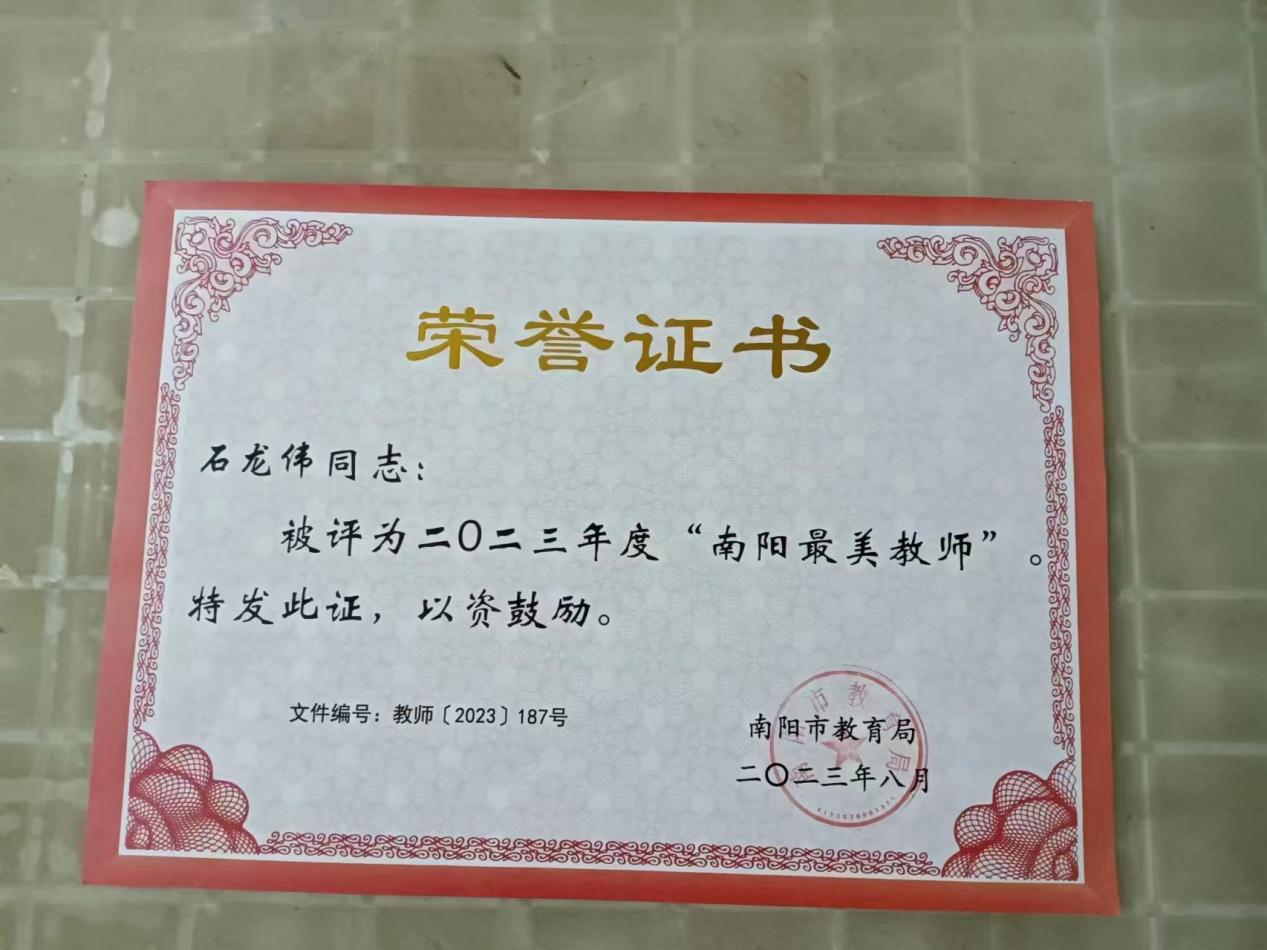 荣誉证书
石龙伟同志：
被评为二〇二三年度“南阳最美教师”。
特发此证，以资鼓励。
文件编号：教师〔2023〕187号
南阳市教育局
二〇二三年八月